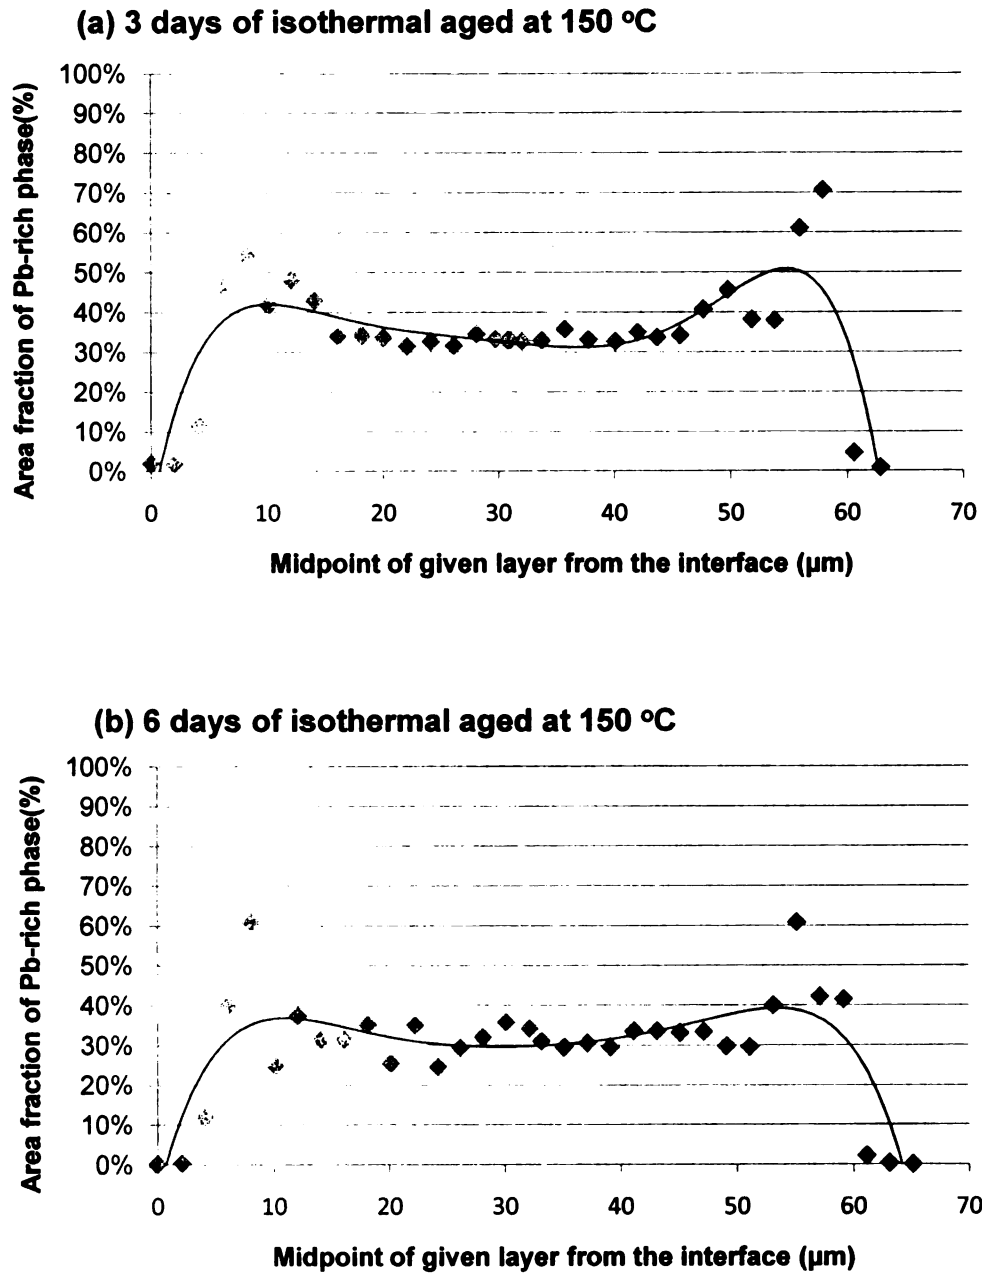 (a) 3 days of isothermal aged at 150 ºC
Area fraction of Pb-rich phase(%)
100%
90%
80%
70%
60%
50%
40%
30%
20%
10%
0%
0 10 20 30 40 50 60 70
Midpoint of given layer from the interface (µm)
(b) 6 days of isothermal aged at 150 ºC
Area fraction of Pb-rich phase(%)
100%
90%
80%
70%
60%
50%
40%
30%
20%
10%
0%
0 10 20 30 40 50 60 70
Midpoint of given layer from the interface (µm)